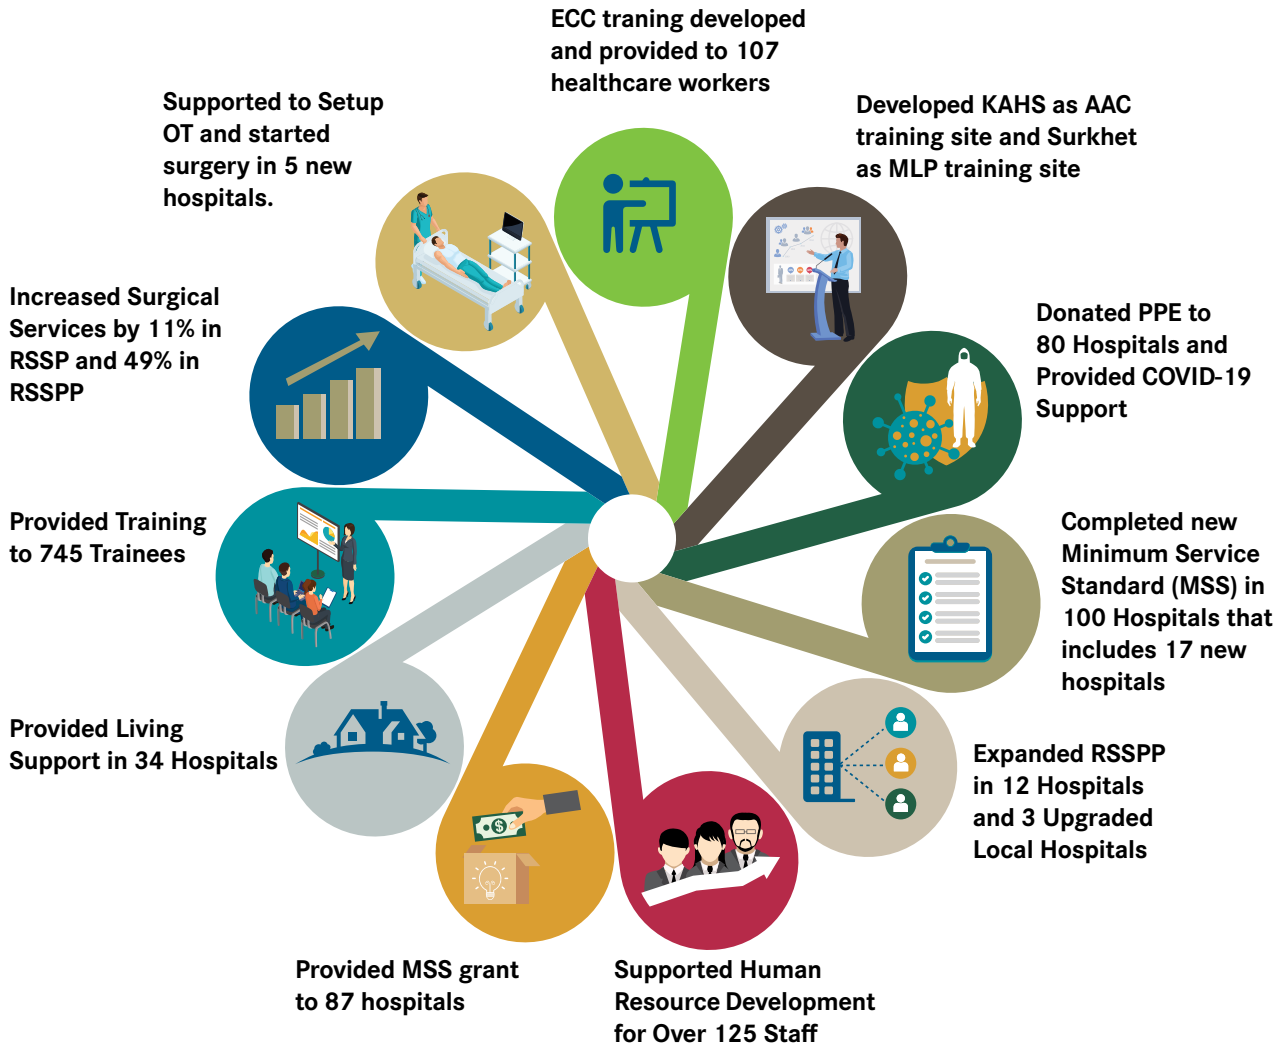 ECC traning developed
and provided to 107
healthcare workers
Developed KAHS as AAC
training site and Surkhet
as MLP training site
Donated PPE to
80 Hospitals and
Provided COVID-19
Support
Completed new
Minimum Service
Standard (MSS) in
100 Hospitals that
includes 17 new
hospitals
Expanded RSSPP
in 12 Hospitals
and 3 Upgraded
Local Hospitals
Supported Human
Resource Development
for Over 125 Staff
Provided MSS grant
to 87 hospitals
Provided Living
Support in 34 Hospitals
Provided Training
to 745 Trainees
Increased Surgical
Services by 11% in
RSSP and 49% in
RSSPP
Supported to Setup
OT and started
surgery in 5 new
hospitals.